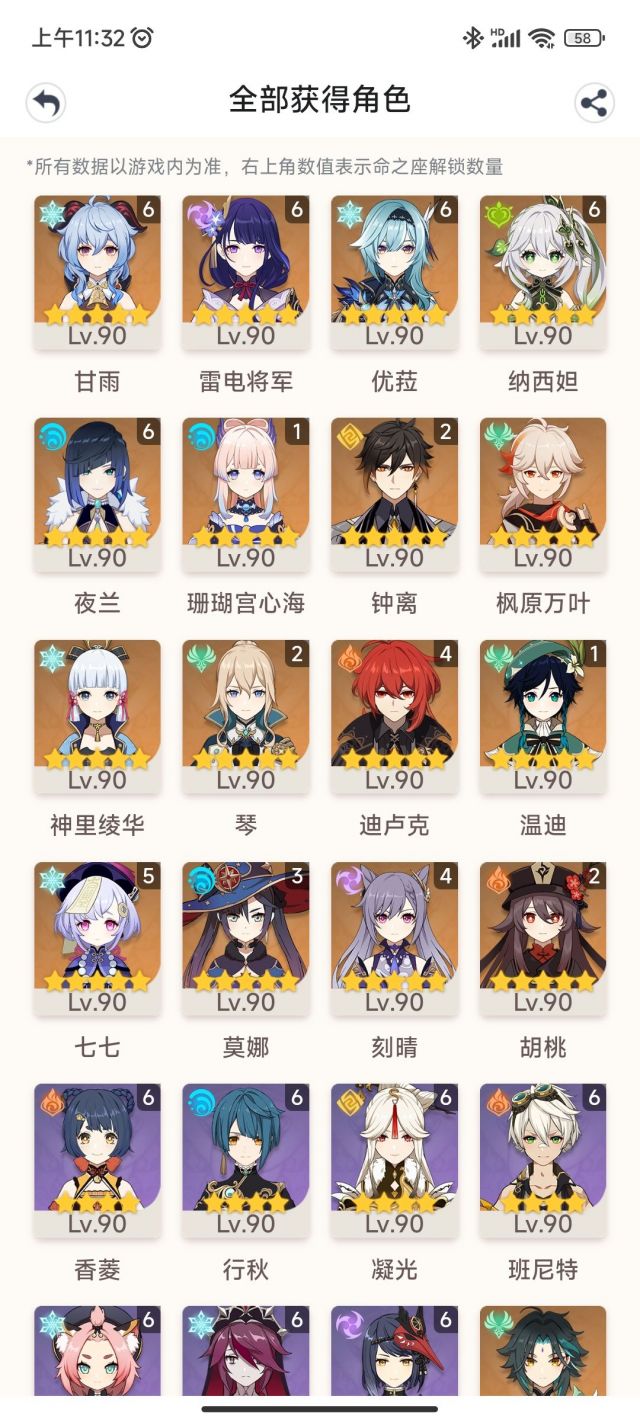 上午11:32 HD 58
全部获得角色
*所有数据以游戏内为准，右上角数值表示命之座解锁数量
6 6 6 6
Lv.90 Lv.90 Lv.90 Lv.90
甘雨 雷电将军 优菈 纳西妲
6 1 2
Lv.90 Lv.90 Lv.90 Lv.90
夜兰 珊瑚宫心海 钟离 枫原万叶
2 4 1
Lv.90 Lv.90 Lv.90 Lv.90
神里绫华 琴 迪卢克 温迪
5 3 4 2
Lv.90 Lv.90 Lv.90 Lv.90
七七 莫娜 刻晴 胡桃
6 6 6 6
Lv.90 Lv.90 Lv.90 Lv.90
香菱 行秋 凝光 班尼特
6 6 6